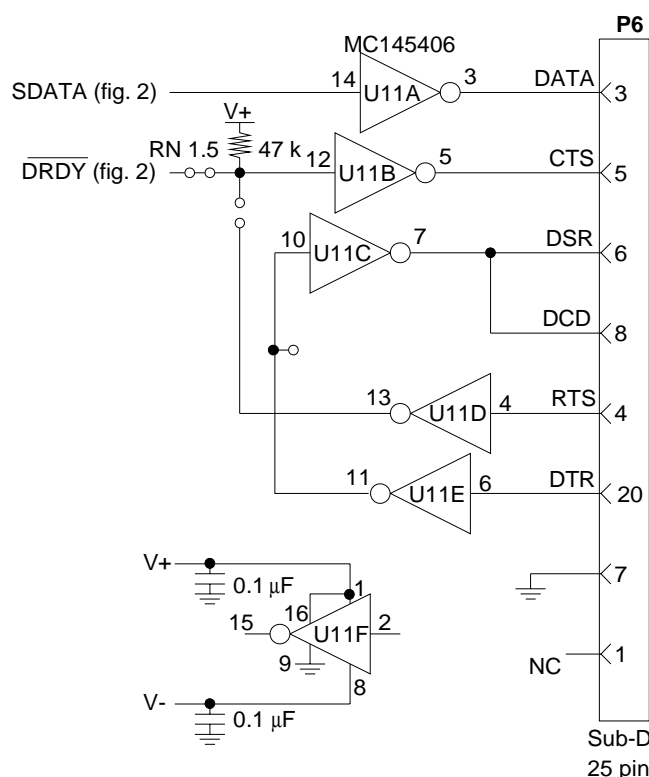 P6
MC145406
SDATA (fig. 2) 14 U11A 3 DATA 3
V+
RN 1.5 47 k
DRDY (fig. 2) 12 U11B 5 CTS 5
10 U11C 7 DSR 6
DCD 8
13 U11D 4 RTS 4
11 U11E 6 DTR 20
V+
0.1 µF
1
7
16
15 U11F 2
9
8
NC 1
V-
0.1 µF
Sub-D
25 pin